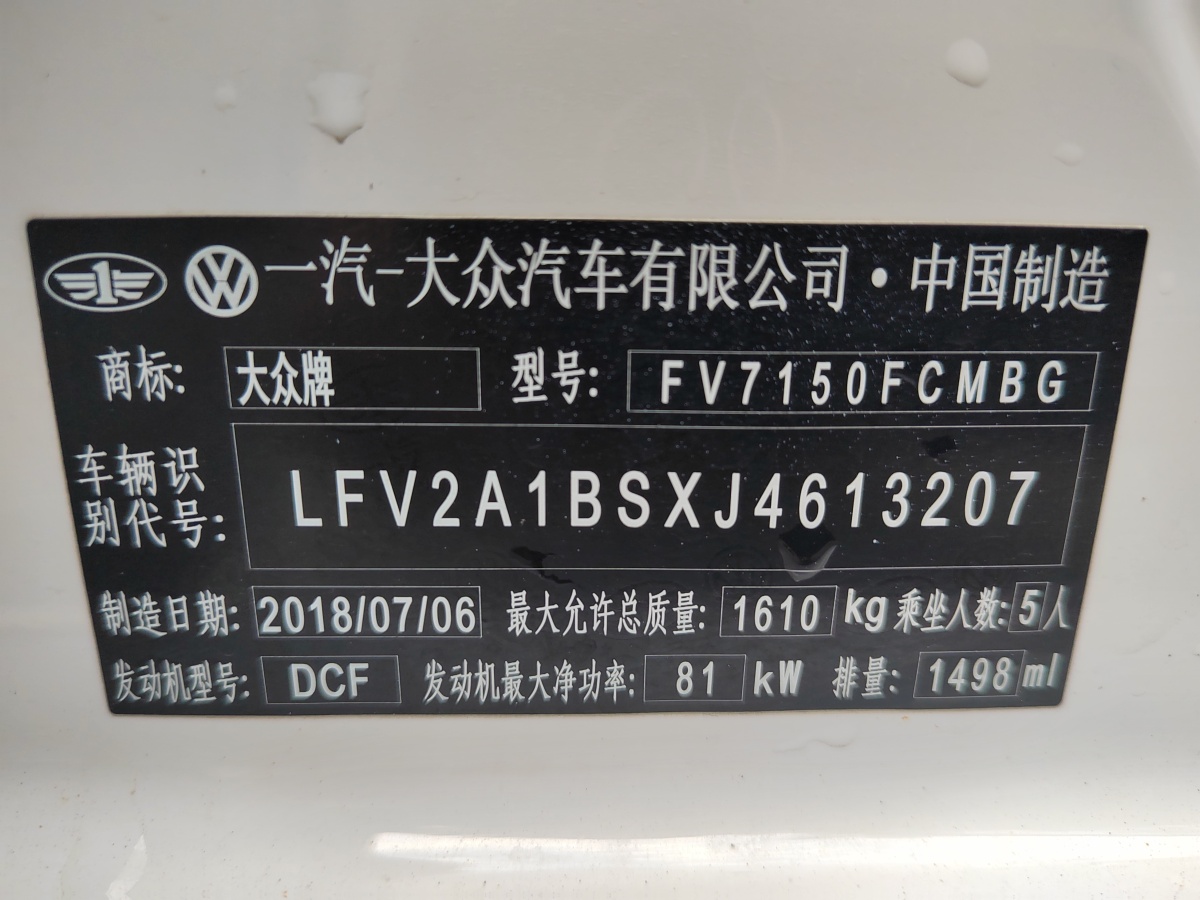 一汽-大众汽车有限公司·中国制造
商标: 大众牌 型号: FV7150FCMBG
车辆识
别代号: LFV2A1BSXJ4613207
制造日期: 2018/07/06 最大允许总质量: 1610 kg 乘坐人数: 5人
发动机型号: DCF 发动机最大净功率: 81 kW 排量: 1498ml